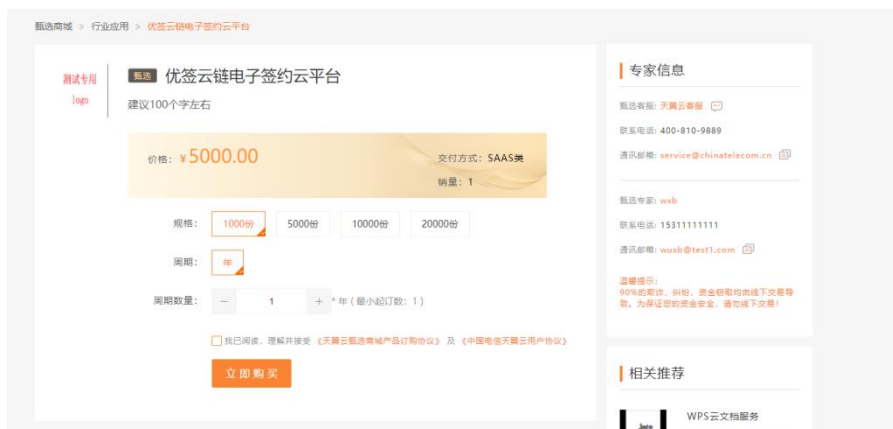 甄选商城 > 行业应用 > 优签云链电子签约云平台
测试专用
logo
甄选 优签云链电子签约云平台
建议100个字左右
价格: ¥5000.00
交付方式: SAAS类
销量: 1
规格: 1000份 5000份 10000份 20000份
周期: 年
周期数量: － 1 ＋ * 年 ( 最小起订数: 1 )
我已阅读、理解并接受 《天翼云甄选商城产品订购协议》 及 《中国电信天翼云用户协议》
立即购买
专家信息
甄选客服: 天翼云客服
联系电话: 400-810-9889
通讯邮箱: service@chinatelecom.cn
甄选专家: wxb
联系电话: 15311111111
通讯邮箱: wuxb@test1.com
温馨提示:
90%的欺诈、纠纷、资金窃取均由线下交易导
致。为保证您的资金安全，请勿线下交易!
相关推荐
WPS云文档服务